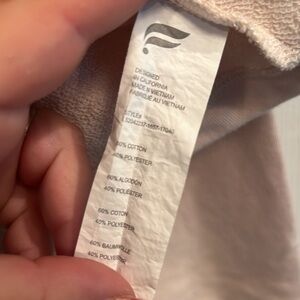 DESIGNED
IN CALIFORNIA
MADE IN VIETNAM
FABRIQUÉ AU VIETNAM
STYLE#
60% COTTON
40% POLYESTER
60% ALGODÓN
40% POLIÉSTER
60% COTON
40% POLYESTER
60% BAUMWOLLE
40% POLYESTER